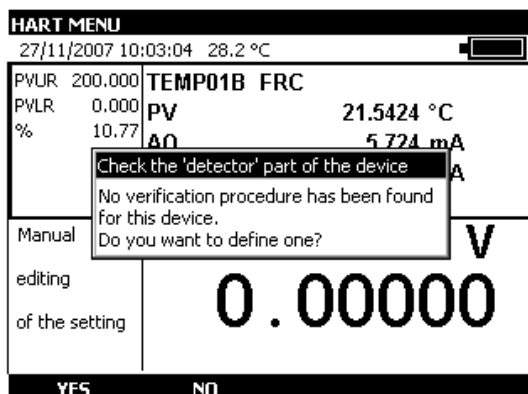 HART MENU
27/11/2007 10:03:04 28.2 °C
PVUR 200.000
PVLR 0.000
% 10.77
TEMP01B FRC
PV 21.5424 °C
AO 5.724 mA
A
Check the 'detector' part of the device
No verification procedure has been found
for this device.
Do you want to define one?
Manual
editing
of the setting
V
0.00000
YES NO